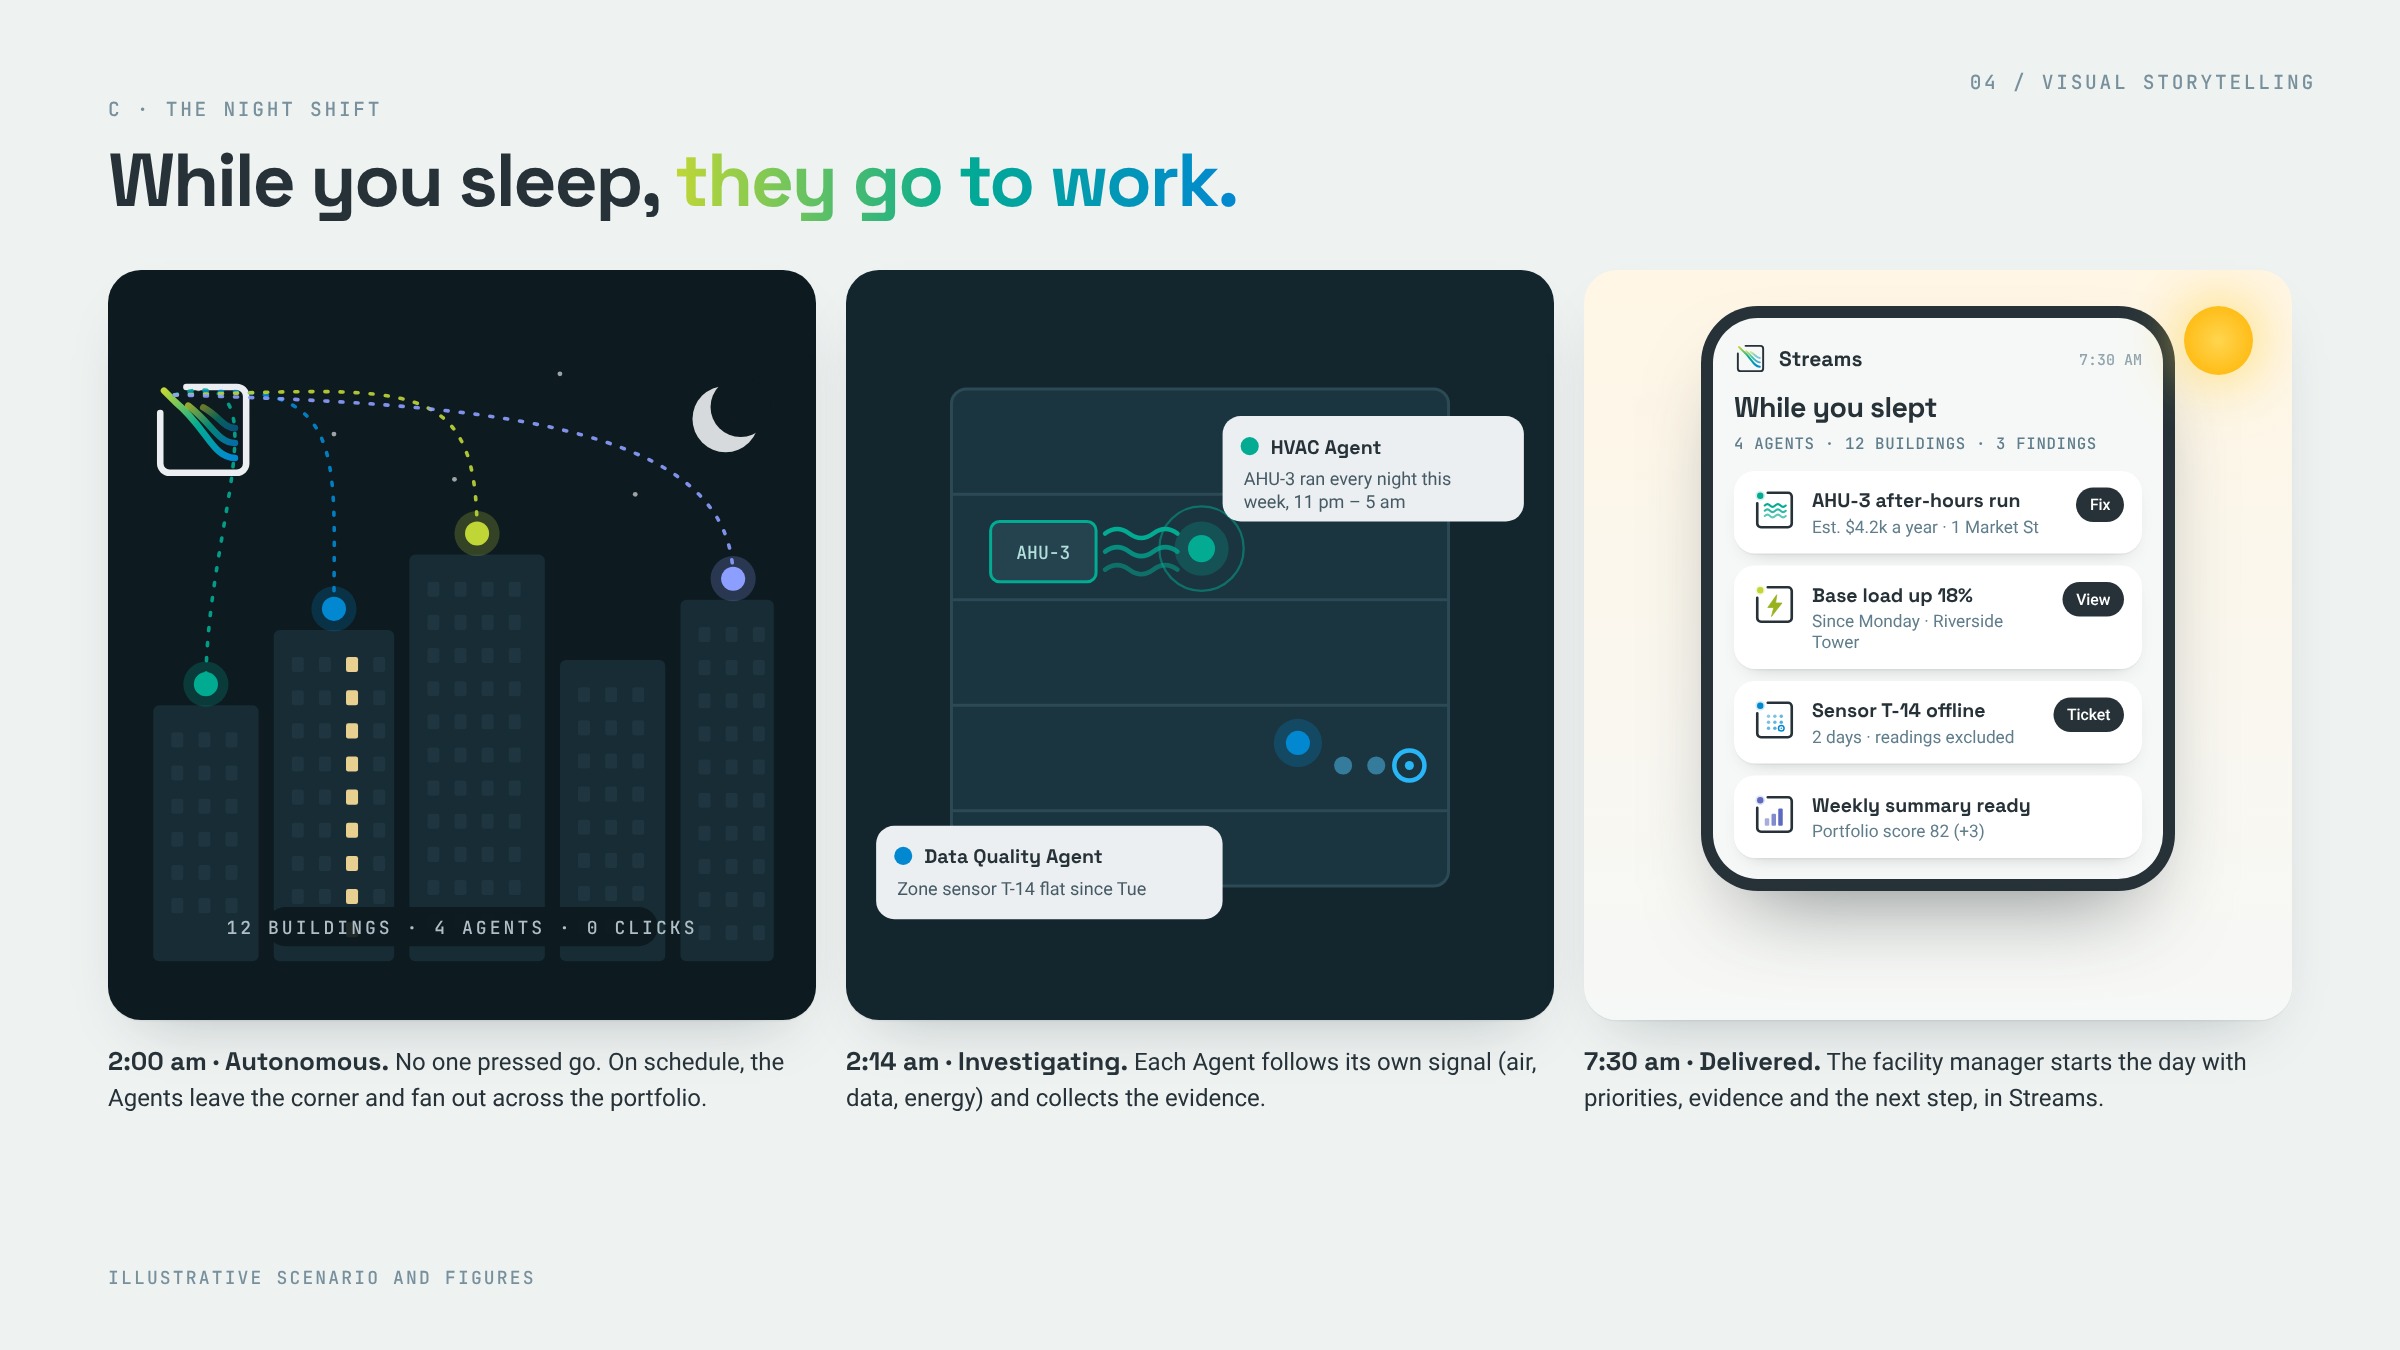 04 / VISUAL STORYTELLING
C · THE NIGHT SHIFT
While you sleep, they go to work.
12 BUILDINGS · 4 AGENTS · 0 CLICKS
2:00 am · Autonomous. No one pressed go. On schedule, the
Agents leave the corner and fan out across the portfolio.
HVAC Agent
AHU-3 ran every night this
week, 11 pm – 5 am
AHU-3
Data Quality Agent
Zone sensor T-14 flat since Tue
2:14 am · Investigating. Each Agent follows its own signal (air,
data, energy) and collects the evidence.
Streams
7:30 AM
While you slept
4 AGENTS · 12 BUILDINGS · 3 FINDINGS
AHU-3 after-hours run
Est. $4.2k a year · 1 Market St
Fix
Base load up 18%
Since Monday · Riverside
Tower
View
Sensor T-14 offline
2 days · readings excluded
Ticket
Weekly summary ready
Portfolio score 82 (+3)
7:30 am · Delivered. The facility manager starts the day with
priorities, evidence and the next step, in Streams.
ILLUSTRATIVE SCENARIO AND FIGURES